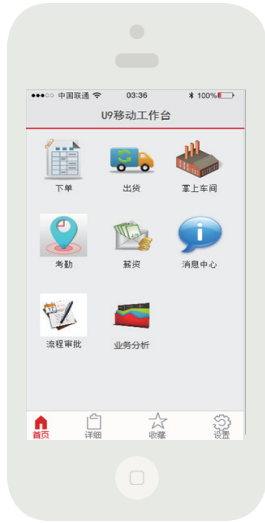 ●●●○○ 中国联通 03:36 100%
U9移动工作台
下单 出货 掌上车间
考勤 薪资 消息中心
流程审批 业务分析
首页 详细 收藏 设置